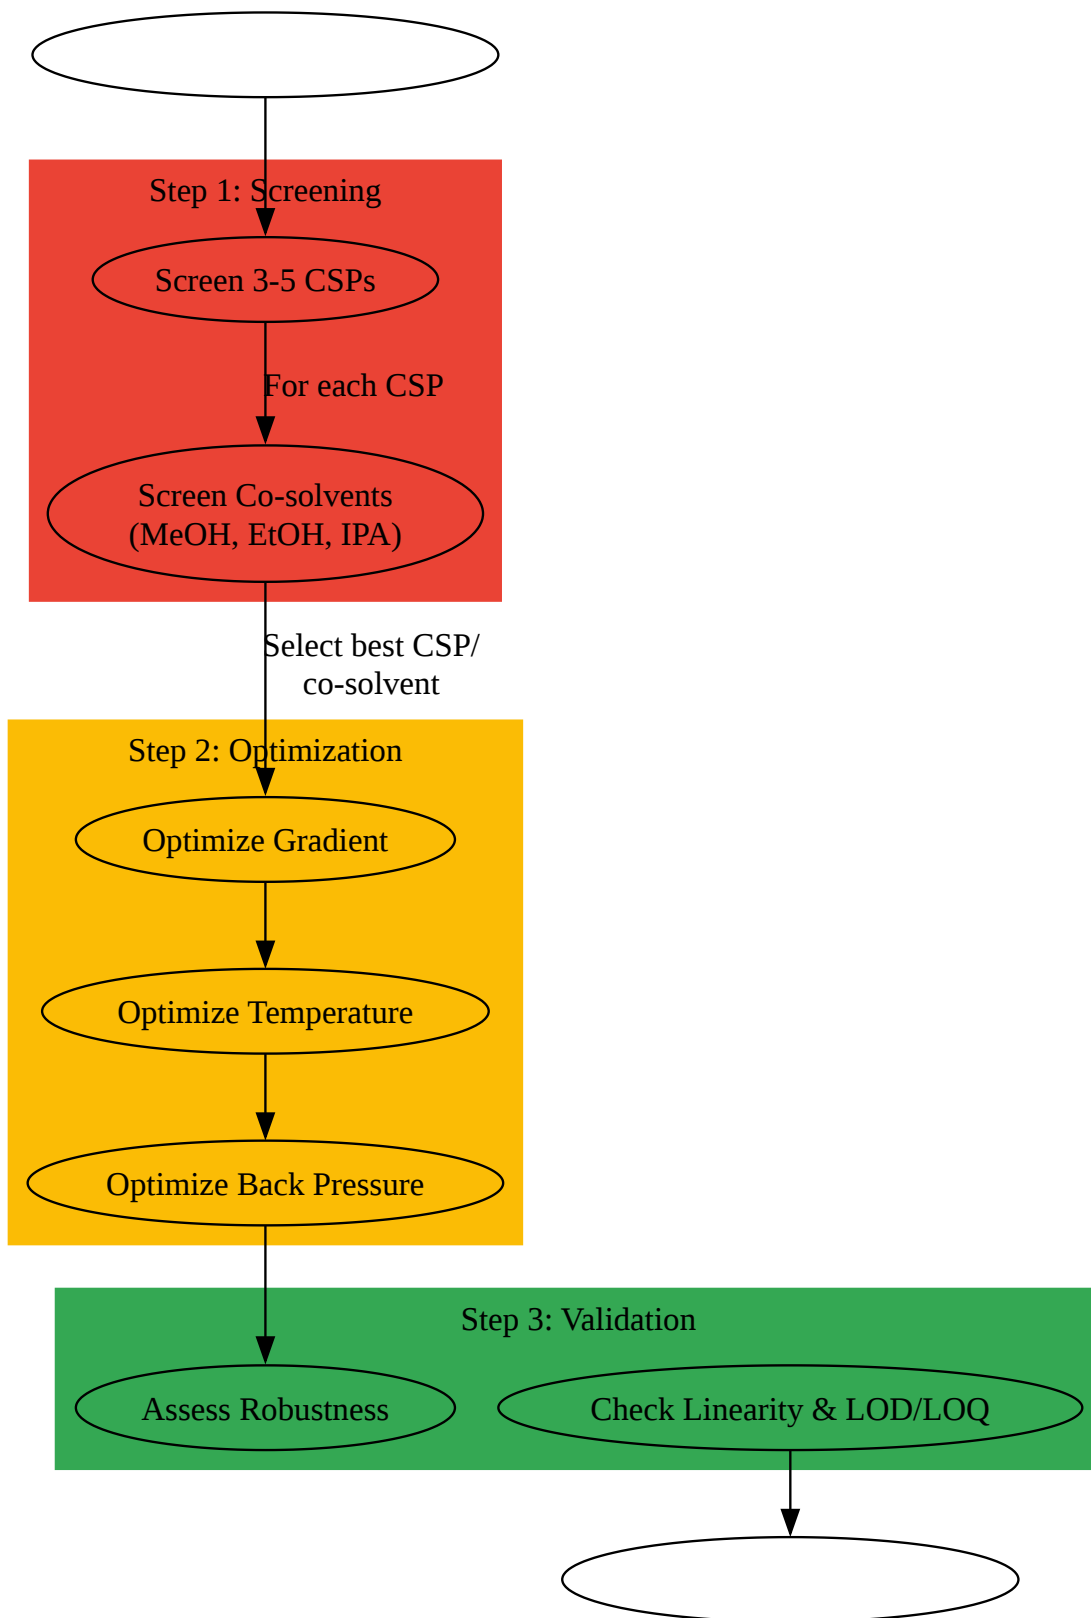 Step 1: Screening
Screen 3-5 CSPs
For each CSP
Screen Co-solvents
(MeOH, EtOH, IPA)
Select best CSP/
co-solvent
Step 2: Optimization
Optimize Gradient
Optimize Temperature
Optimize Back Pressure
Step 3: Validation
Assess Robustness
Check Linearity & LOD/LOQ